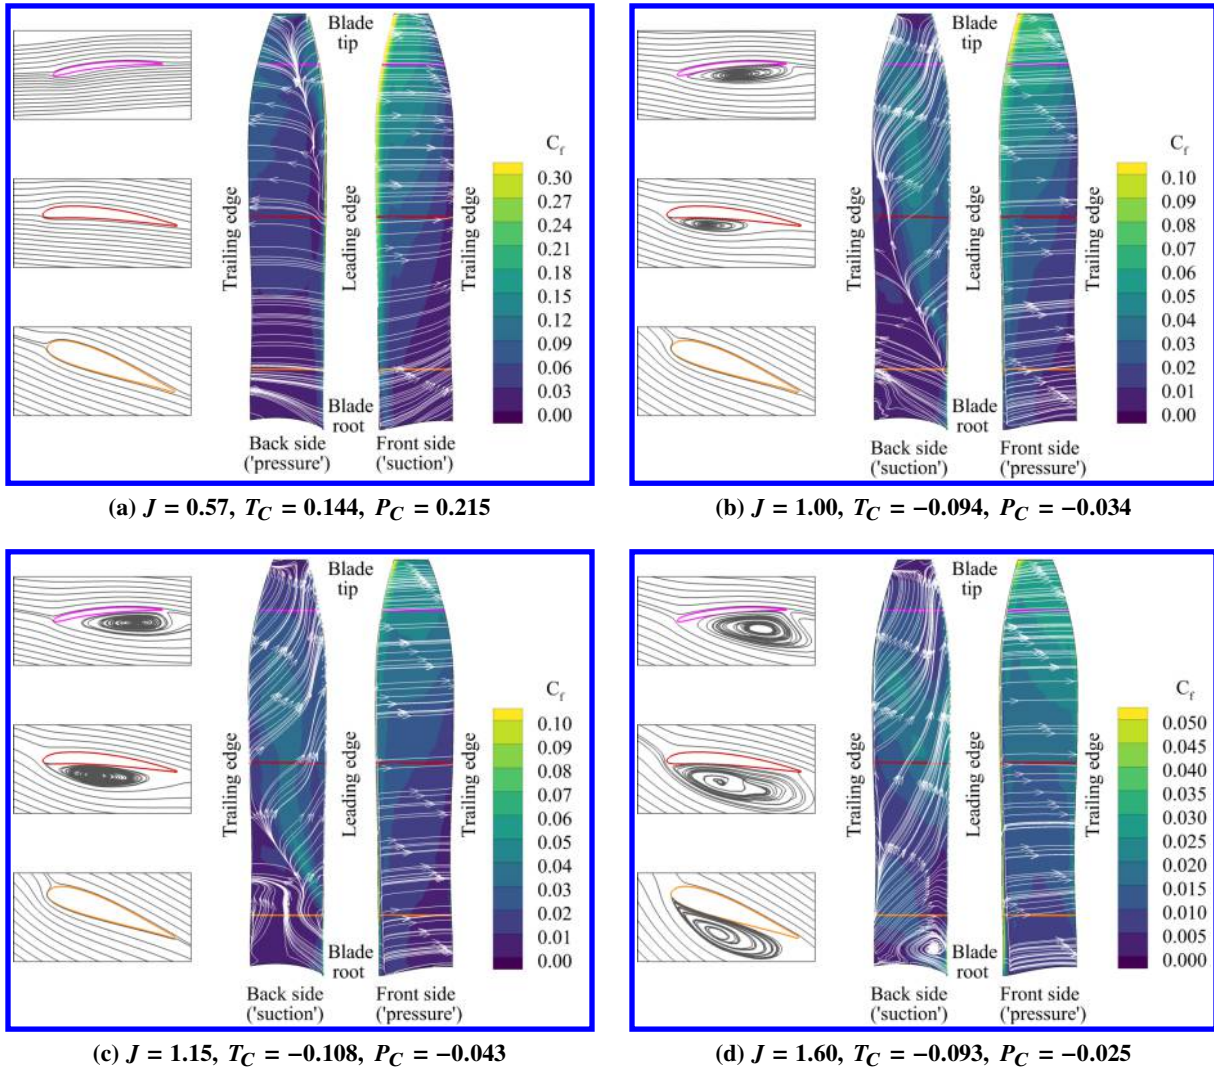 Blade
tip
Trailing edge
Leading edge
Trailing edge
C_f
0.30
0.27
0.24
0.21
0.18
0.15
0.12
0.09
0.06
0.03
0.00
Blade
root
Back side
('pressure')
Front side
('suction')
(a) J = 0.57, T_C = 0.144, P_C = 0.215
Blade
tip
Trailing edge
Leading edge
Trailing edge
C_f
0.10
0.09
0.08
0.07
0.06
0.05
0.04
0.03
0.02
0.01
0.00
Blade
root
Back side
('suction')
Front side
('pressure')
(b) J = 1.00, T_C = −0.094, P_C = −0.034
Blade
tip
Trailing edge
Leading edge
Trailing edge
C_f
0.10
0.09
0.08
0.07
0.06
0.05
0.04
0.03
0.02
0.01
0.00
Blade
root
Back side
('suction')
Front side
('pressure')
(c) J = 1.15, T_C = −0.108, P_C = −0.043
Blade
tip
Trailing edge
Leading edge
Trailing edge
C_f
0.050
0.045
0.040
0.035
0.030
0.025
0.020
0.015
0.010
0.005
0.000
Blade
root
Back side
('suction')
Front side
('pressure')
(d) J = 1.60, T_C = −0.093, P_C = −0.025